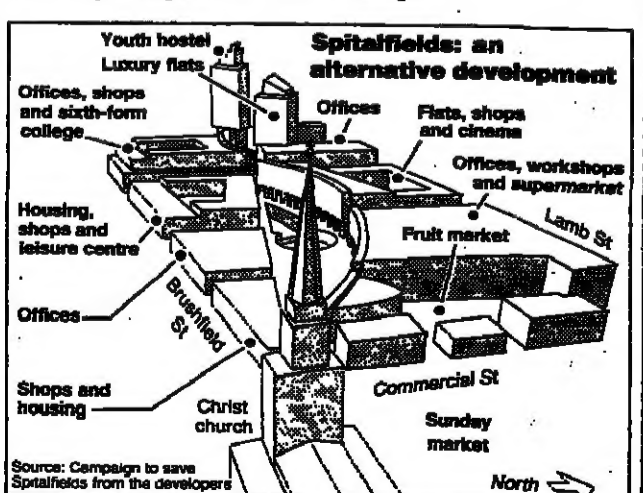 Spitalfields: an
alternative development
Youth hostel
Luxury flats
Offices, shops
and sixth-form
college
Offices
Flats, shops
and cinema
Offices, workshops
and supermarket
Lamb St
Housing,
shops and
leisure centre
Fruit market
Offices
Brushfield
St
Shops and
housing
Christ
church
Commercial St
Sunday
market
Source: Campaign to save
Spitalfields from the developers
North